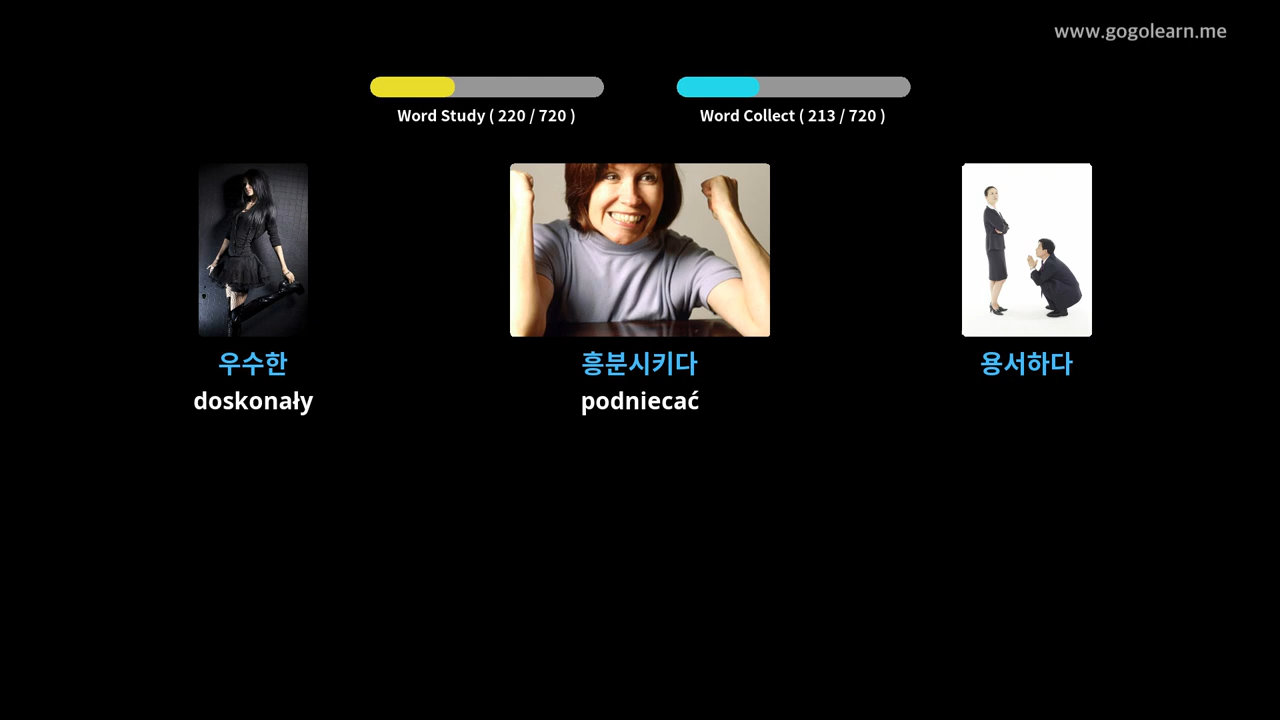 www.gogolearn.me
Word Study ( 220 / 720 )
Word Collect ( 213 / 720 )
우수한
흥분시키다
용서하다
doskonały
podniecać